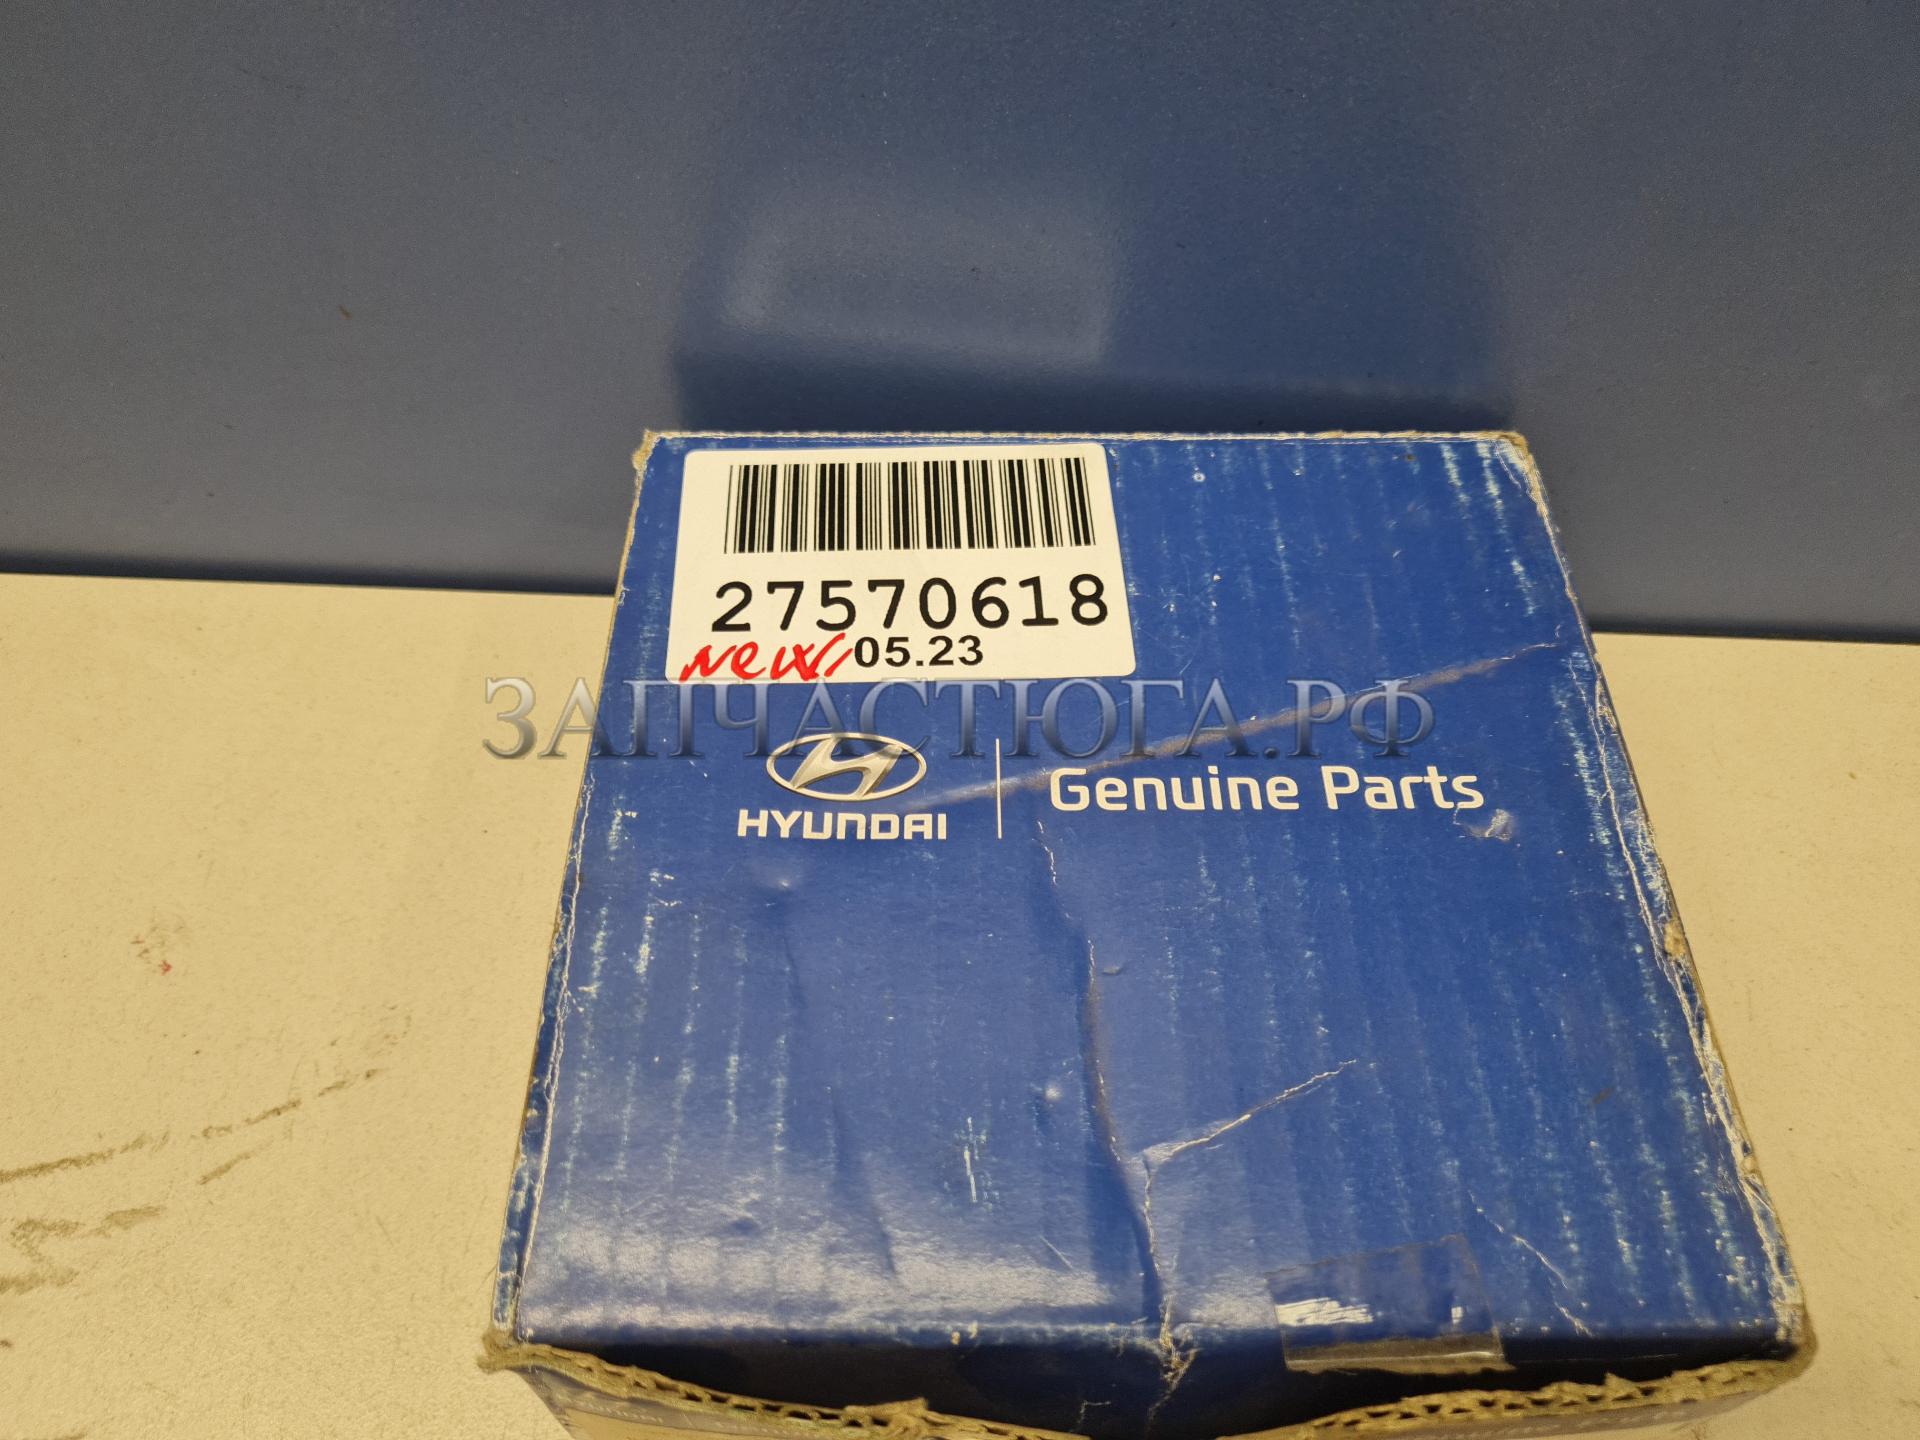 27570618
New 05.23
ЗАПЧАСТЮГА.РФ
HYUNDAI
Genuine Parts